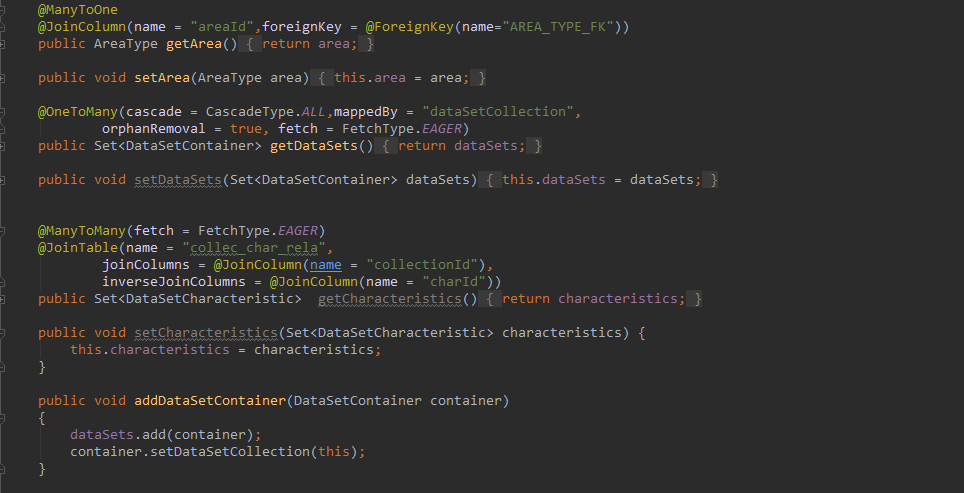 @ManyToOne
@JoinColumn(name = "areaId",foreignKey = @ForeignKey(name="AREA_TYPE_FK"))
public AreaType getArea() { return area; }
public void setArea(AreaType area) { this.area = area; }
@OneToMany(cascade = CascadeType.ALL,mappedBy = "dataSetCollection",
orphanRemoval = true, fetch = FetchType.EAGER)
public Set<DataSetContainer> getDataSets() { return dataSets; }
public void setDataSets(Set<DataSetContainer> dataSets) { this.dataSets = dataSets; }
@ManyToMany(fetch = FetchType.EAGER)
@JoinTable(name = "collec_char_rela",
joinColumns = @JoinColumn(name = "collectionId"),
inverseJoinColumns = @JoinColumn(name = "charId"))
public Set<DataSetCharacteristic>  getCharacteristics() { return characteristics; }
public void setCharacteristics(Set<DataSetCharacteristic> characteristics) {
this.characteristics = characteristics;
}
public void addDataSetContainer(DataSetContainer container)
{
dataSets.add(container);
container.setDataSetCollection(this);
}